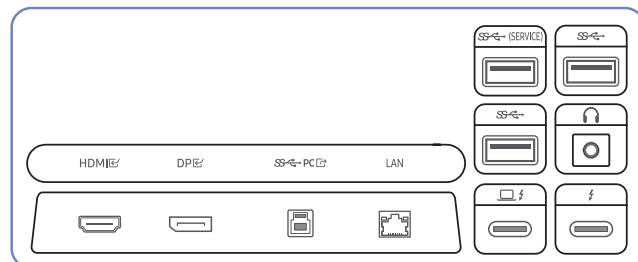 (SERVICE)
HDMI
DP
PC
LAN